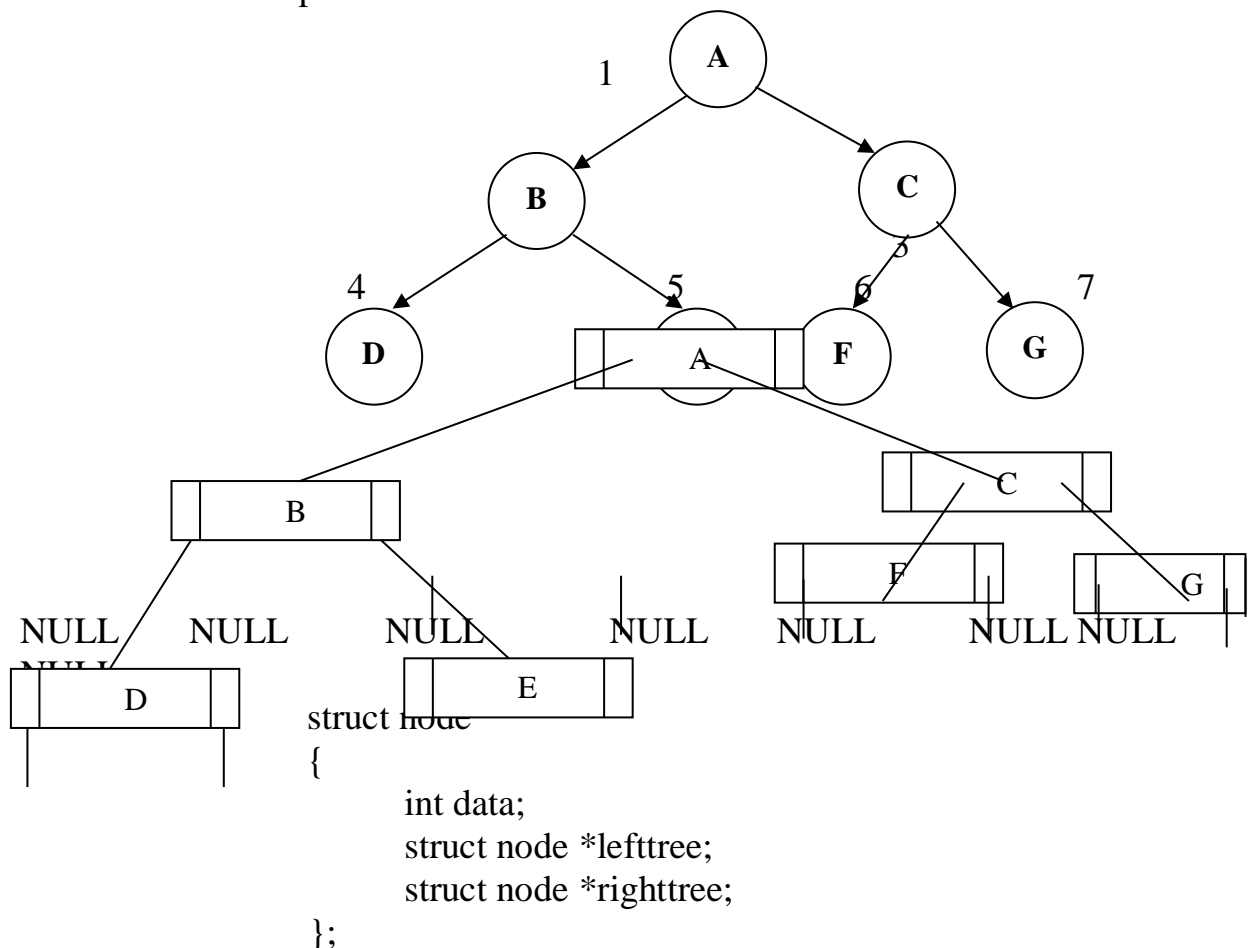 A
1
B
C
3
4
5
6
7
D
A
F
G
C
B
F
G
NULL NULL NULL NULL NULL NULL NULL
NULL
D
E
struct node
{
int data;
struct node *lefttree;
struct node *righttree;
};